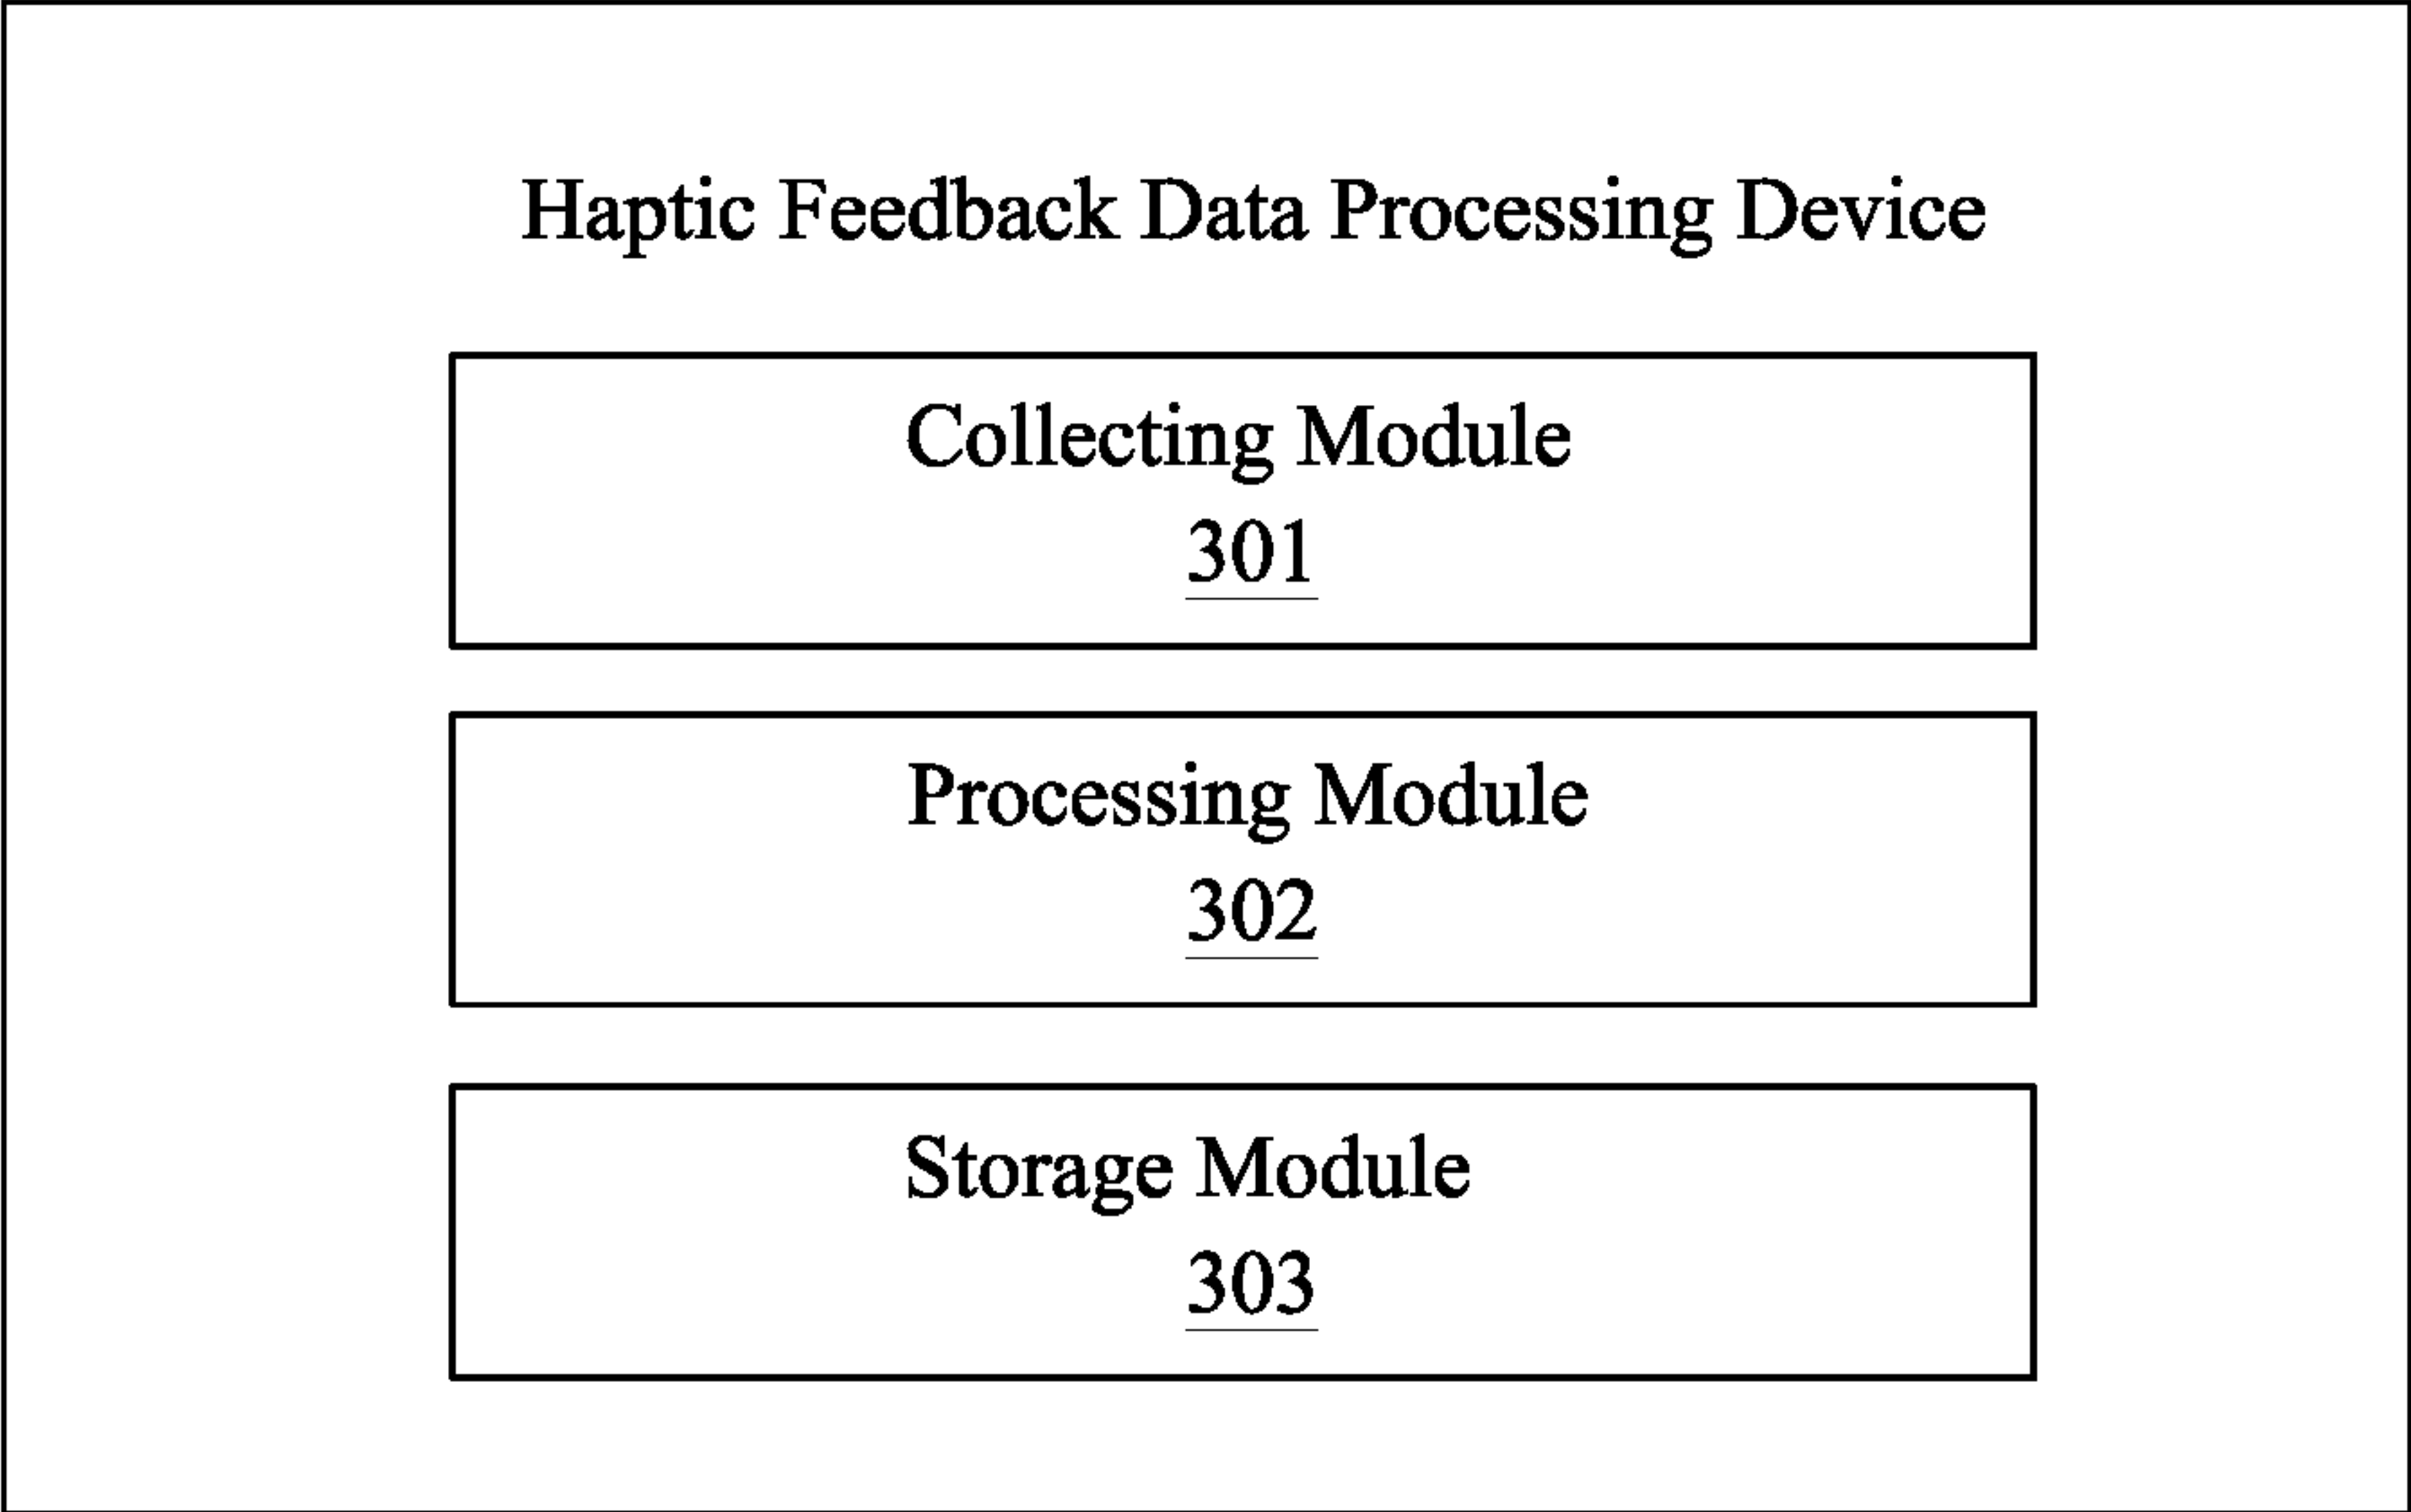 Haptic Feedback Data Processing Device
Collecting Module
301
Processing Module
302
Storage Module
303